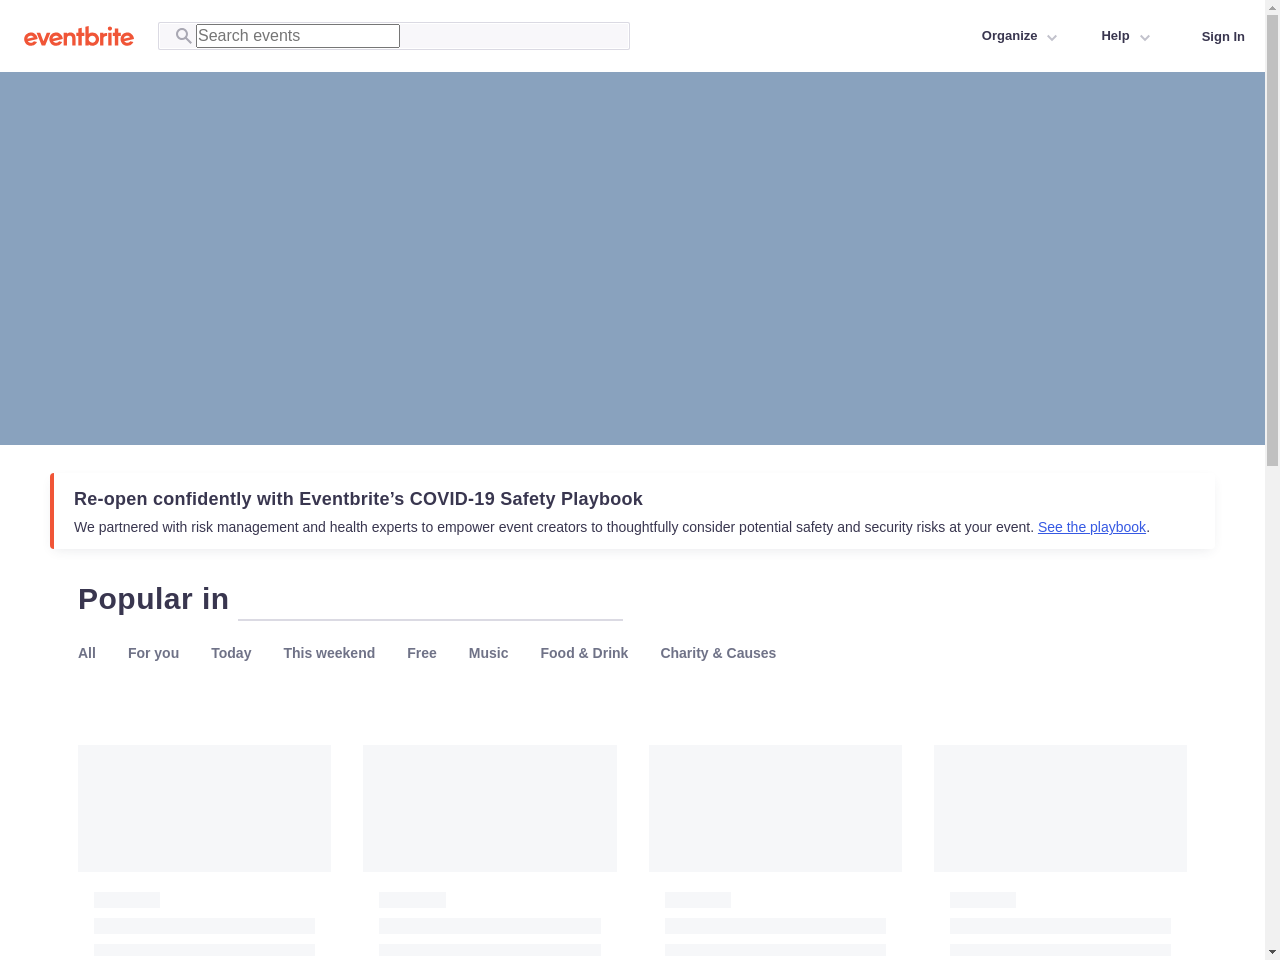 eventbrite
Search events
Organize
Help
Sign In
Re-open confidently with Eventbrite’s COVID-19 Safety Playbook
We partnered with risk management and health experts to empower event creators to thoughtfully consider potential safety and security risks at your event. See the playbook.
Popular in
All For you Today This weekend Free Music Food & Drink Charity & Causes